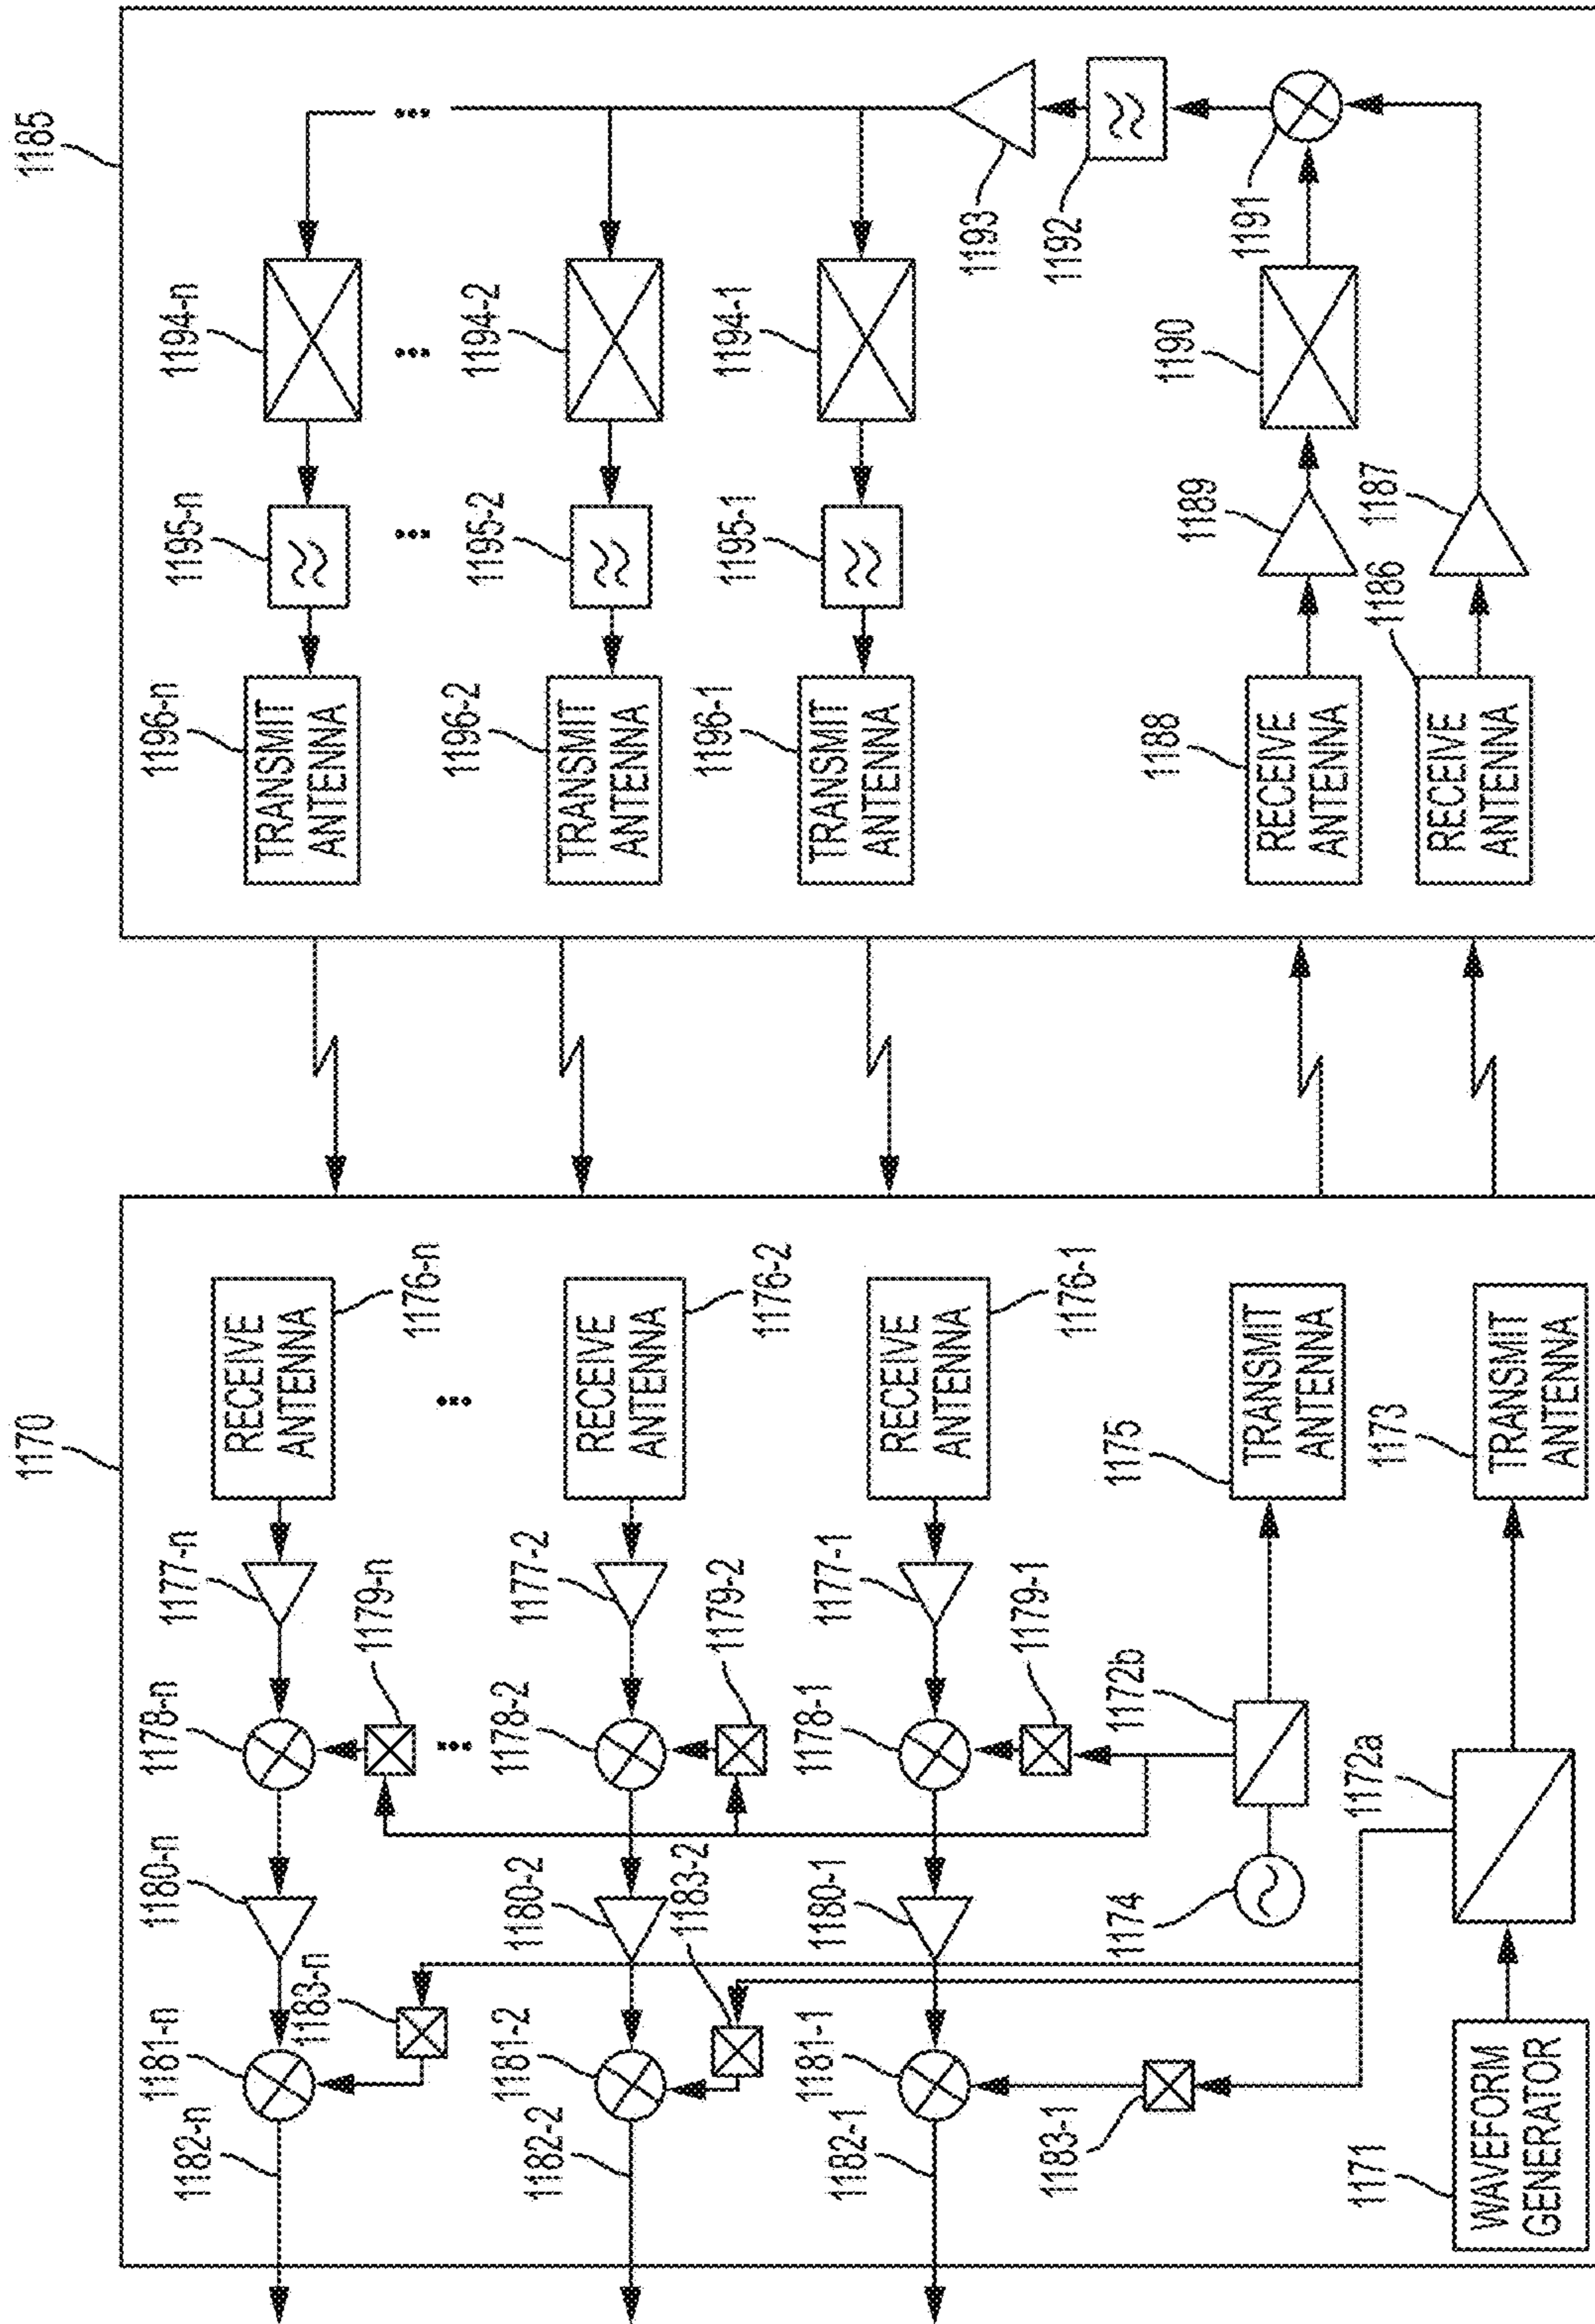 1170
1185
1182-n
1181-n
1183-n
1180-n
1178-n
1179-n
1177-n
RECEIVE
ANTENNA
1176-n
1182-2
1181-2
1183-2
1180-2
1178-2
1179-2
1177-2
RECEIVE
ANTENNA
1176-2
1182-1
1181-1
1183-1
1180-1
1178-1
1179-1
1177-1
RECEIVE
ANTENNA
1176-1
1174
1172b
1175
TRANSMIT
ANTENNA
1171
WAVEFORM
GENERATOR
1172a
1173
TRANSMIT
ANTENNA
1196-n
TRANSMIT
ANTENNA
1195-n
1194-n
1196-2
TRANSMIT
ANTENNA
1195-2
1194-2
1196-1
TRANSMIT
ANTENNA
1195-1
1194-1
1193
1192
1191
1188
RECEIVE
ANTENNA
1189
1190
1186
RECEIVE
ANTENNA
1187